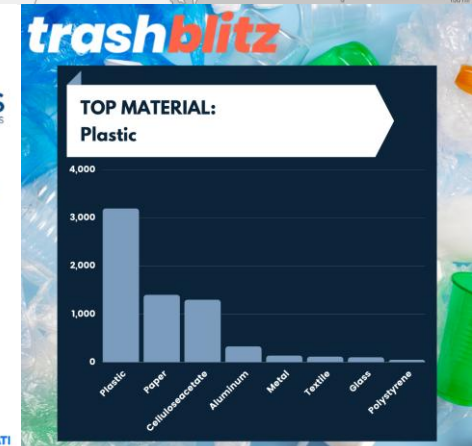 trashblitz
TOP MATERIAL:
Plastic
4,000
3,000
2,000
1,000
0
Plastic
Paper
Celluloseacetate
Aluminum
Metal
Textile
Glass
Polystyrene